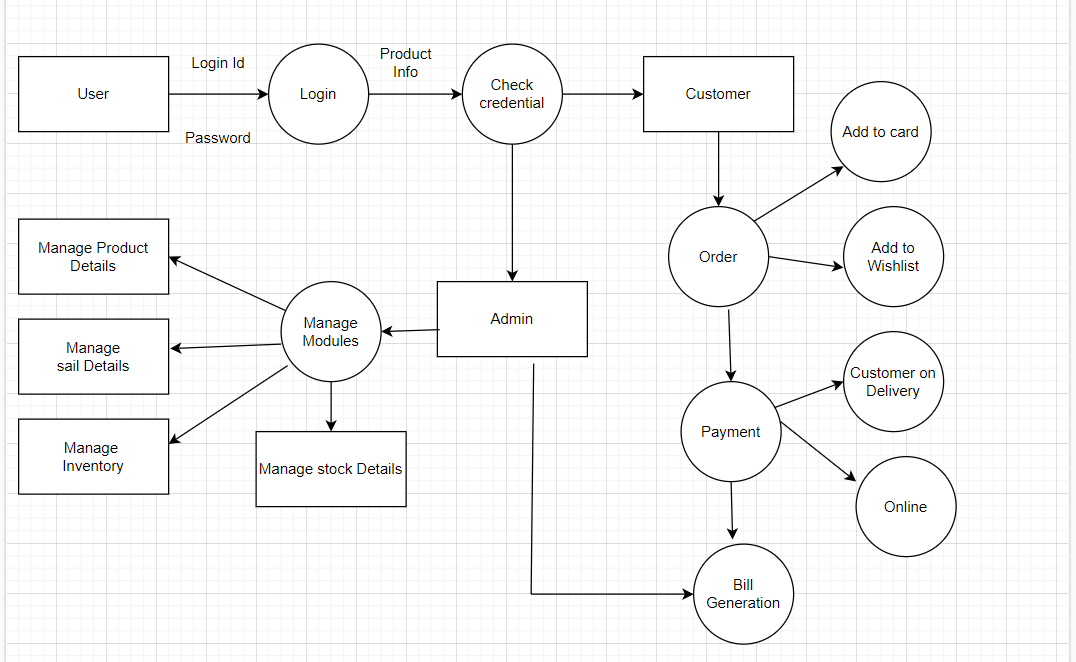 User
Login Id
Password
Login
Product
Info
Check
credential
Customer
Add to card
Order
Add to
Wishlist
Manage Product
Details
Manage
sail Details
Manage
Inventory
Manage
Modules
Manage stock Details
Admin
Payment
Customer on
Delivery
Online
Bill
Generation